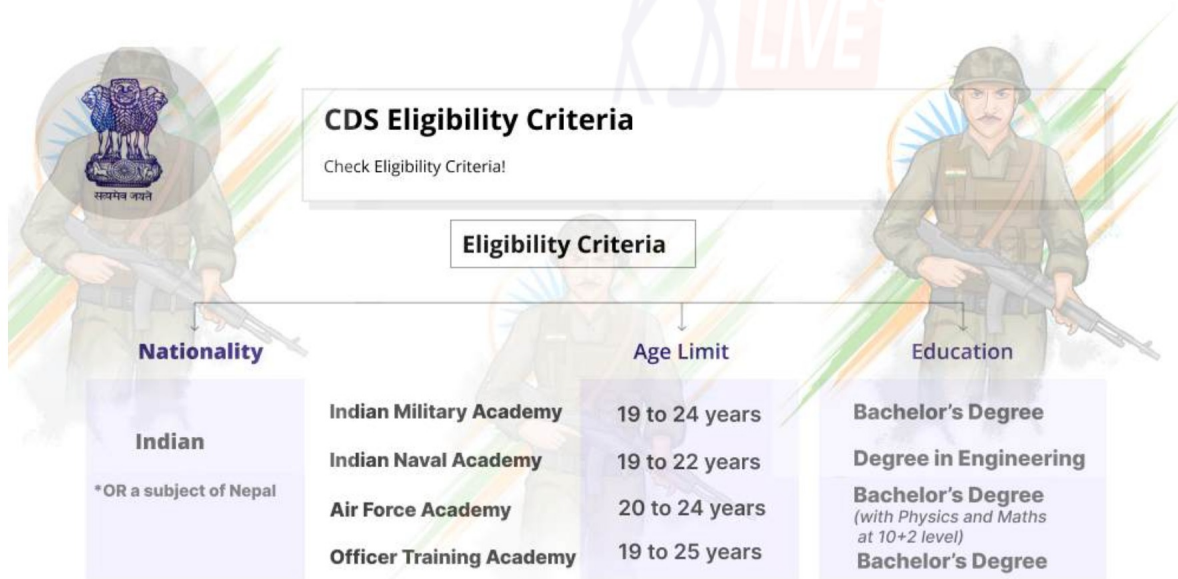 LIVE
सत्यमेव जयते
CDS Eligibility Criteria
Check Eligibility Criteria!
Eligibility Criteria
Nationality
Age Limit
Education
Indian
*OR a subject of Nepal
Indian Military Academy 19 to 24 years Bachelor's Degree
Indian Naval Academy 19 to 22 years Degree in Engineering
Air Force Academy 20 to 24 years Bachelor's Degree
(with Physics and Maths
at 10+2 level)
Officer Training Academy 19 to 25 years Bachelor's Degree